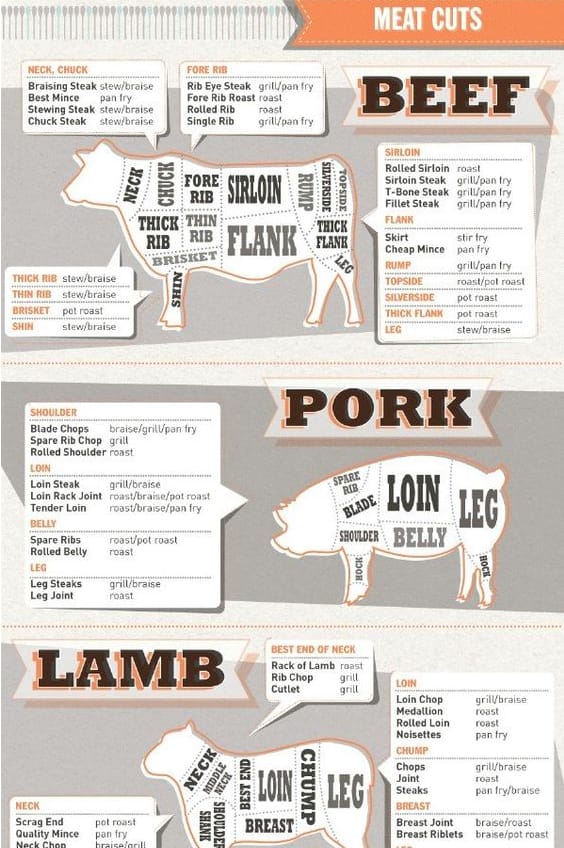 MEAT CUTS
BEEF
NECK, CHUCK
Braising Steak stew/braise
Best Mince pan fry
Stewing Steak stew/braise
Chuck Steak stew/braise
FORE RIB
Rib Eye Steak grill/pan fry
Fore Rib Roast roast
Rolled Rib roast
Single Rib grill/pan fry
SIRLOIN
Rolled Sirloin roast
Sirloin Steak grill/pan fry
T-Bone Steak grill/pan fry
Fillet Steak grill/pan fry
FLANK
Skirt stir fry
Cheap Mince pan fry
RUMP grill/pan fry
TOPSIDE roast/pot roast
SILVERSIDE pot roast
THICK FLANK pot roast
LEG stew/braise
NECK
CHUCK
FORE RIB
SIRLOIN
RUMP
SILVERSIDE
TOPSIDE
THICK RIB
THIN RIB
FLANK
THICK FLANK
BRISKET
LEG
SHIN
THICK RIB stew/braise
THIN RIB stew/braise
BRISKET pot roast
SHIN stew/braise
PORK
SHOULDER
Blade Chops braise/grill/pan fry
Spare Rib Chop grill
Rolled Shoulder roast
LOIN
Loin Steak grill/braise
Loin Rack Joint roast/braise/pot roast
Tender Loin roast/braise/pan fry
BELLY
Spare Ribs roast/pot roast
Rolled Belly roast
LEG
Leg Steaks grill/braise
Leg Joint roast
SPARE RIB
BLADE
LOIN
LEG
SHOULDER
BELLY
HOCK
HOCK
LAMB
BEST END OF NECK
Rack of Lamb roast
Rib Chop grill
Cutlet grill
LOIN
Loin Chop grill/braise
Medallion roast
Rolled Loin roast
Noisettes pan fry
CHUMP
Chops grill/braise
Joint roast
Steaks pan fry/braise
BREAST
Breast Joint braise/roast
Breast Riblets braise/pot roast
NECK
MIDDLE NECK
BEST END
LOIN
CHUMP
LEG
SHOULDER
SHANK
BREAST
NECK
Scrag End pot roast
Quality Mince pan fry
Neck Chop braise/grill